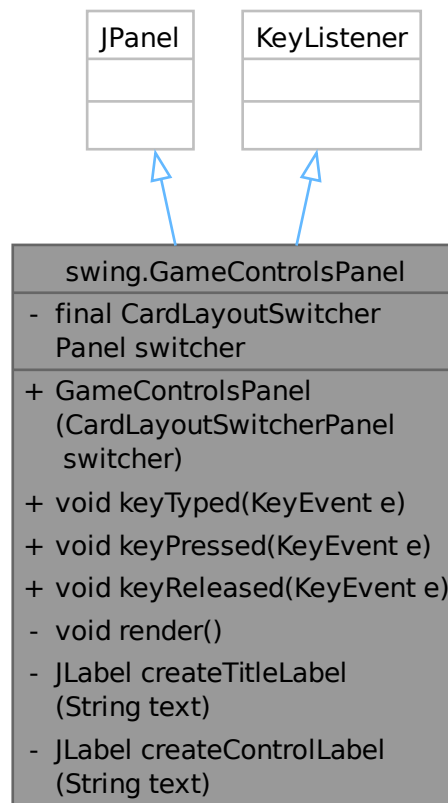 JPanel
KeyListener
swing.GameControlsPanel
- final CardLayoutSwitcher
Panel switcher
+ GameControlsPanel
(CardLayoutSwitcherPanel
switcher)
+ void keyTyped(KeyEvent e)
+ void keyPressed(KeyEvent e)
+ void keyReleased(KeyEvent e)
- void render()
- JLabel createTitleLabel
(String text)
- JLabel createControlLabel
(String text)